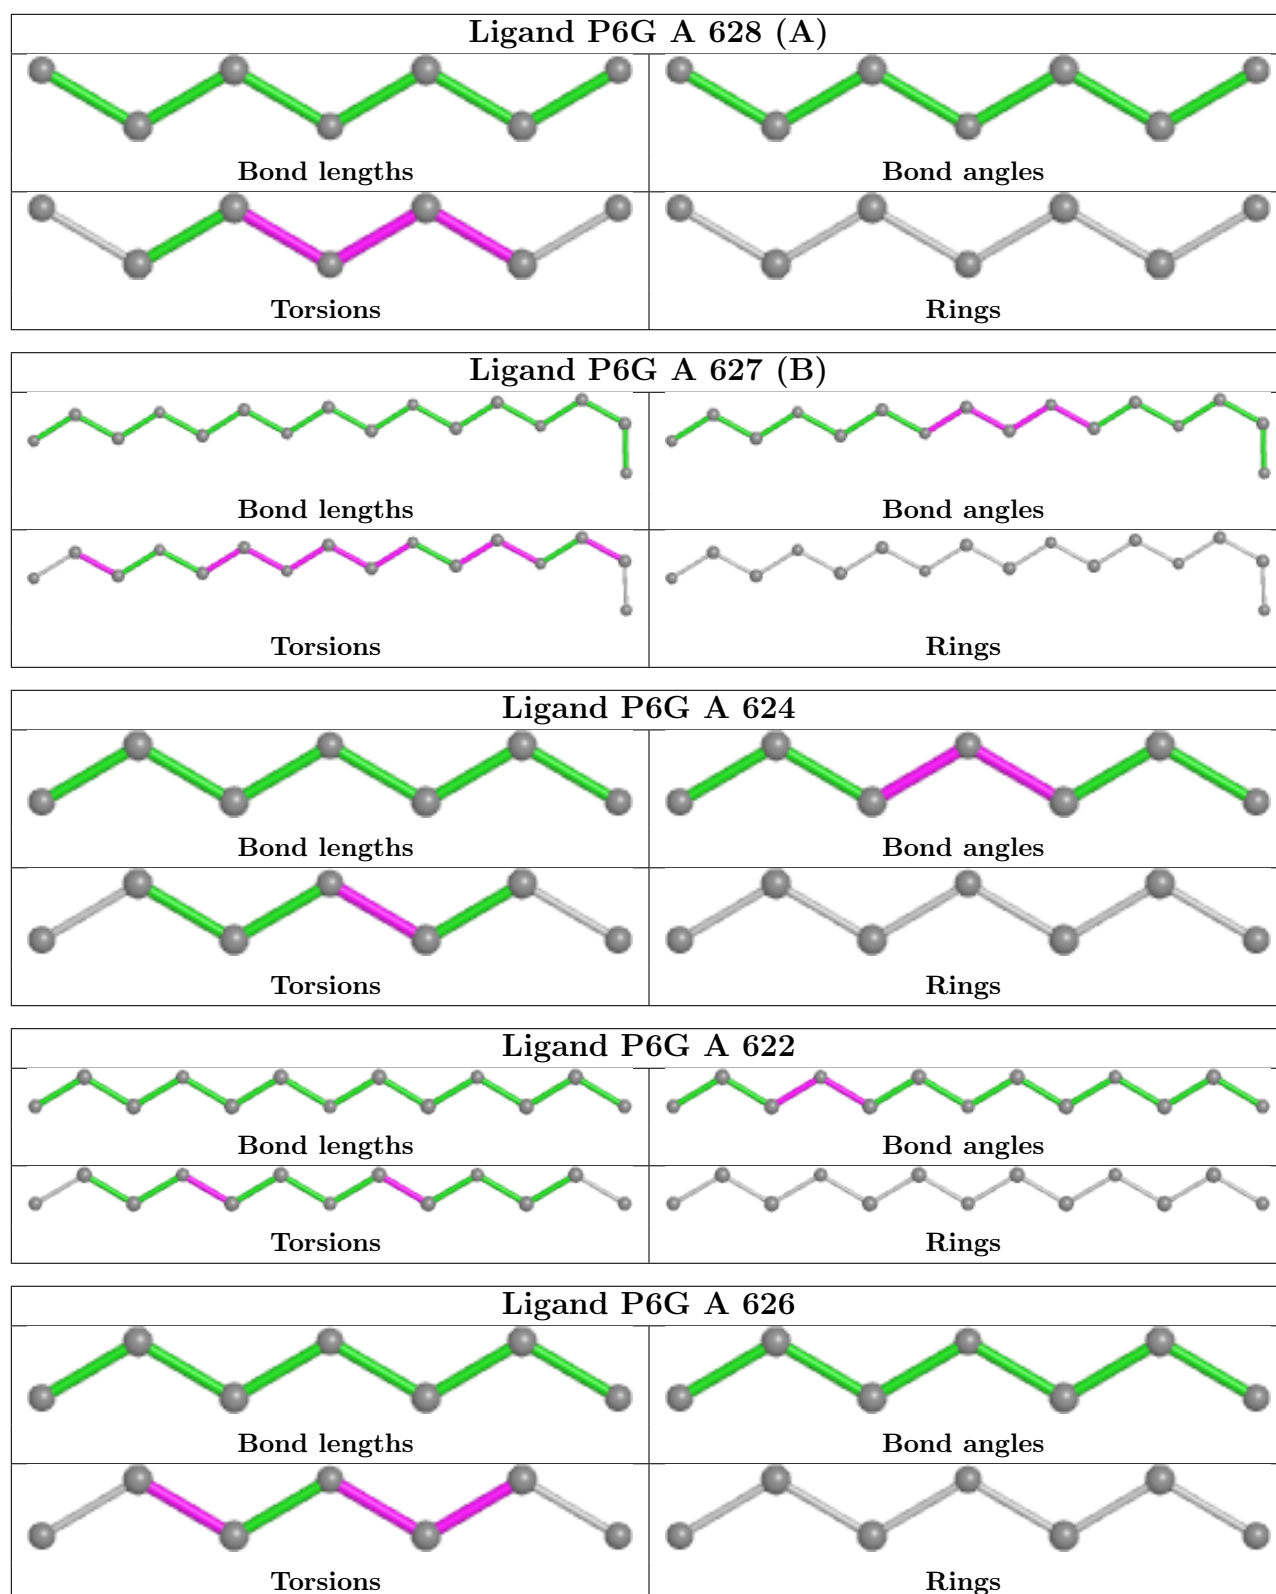 Ligand P6G A 628 (A)
Bond lengths
Bond angles
Torsions
Rings
Ligand P6G A 627 (B)
Bond lengths
Bond angles
Torsions
Rings
Ligand P6G A 624
Bond lengths
Bond angles
Torsions
Rings
Ligand P6G A 622
Bond lengths
Bond angles
Torsions
Rings
Ligand P6G A 626
Bond lengths
Bond angles
Torsions
Rings